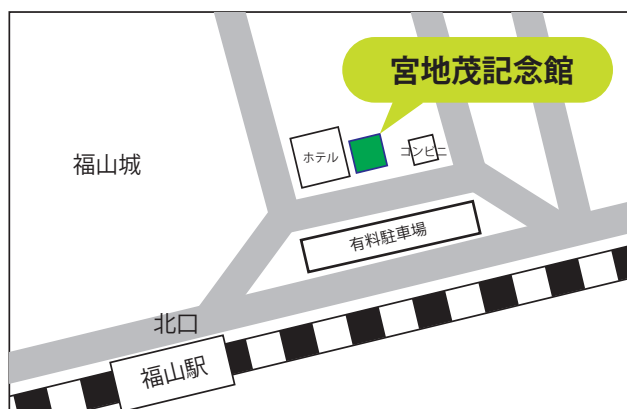 宮地茂記念館
ホテル
コンビニ
福山城
有料駐車場
北口
福山駅